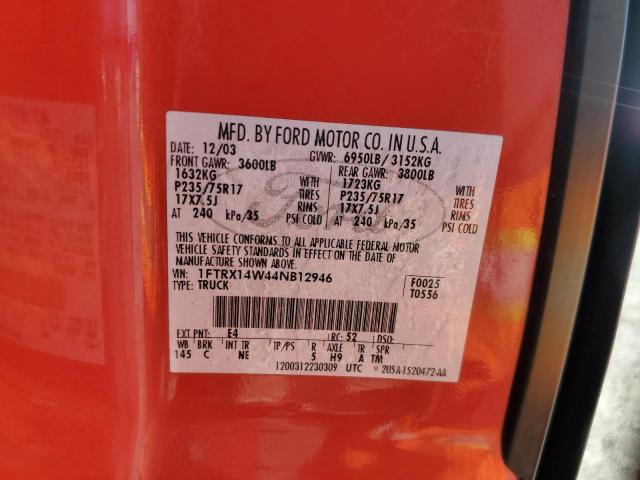 MFD. BY FORD MOTOR CO. IN U.S.A.
DATE: 12/03 GVWR: 6950LB/ 3152KG
FRONT GAWR: 3600LB REAR GAWR: 3800LB
1632KG WITH 1723KG WITH
P235/75R17 TIRES P235/75R17 TIRES
17X7.5J RIMS 17X7.5J RIMS
AT 240 kPa/35 PSI COLD AT 240 kPa/35 PSI COLD
THIS VEHICLE CONFORMS TO ALL APPLICABLE FEDERAL MOTOR
VEHICLE SAFETY STANDARDS IN EFFECT ON THE DATE OF
MANUFACTURE SHOWN ABOVE.
VIN: 1FTRX14W44NB12946 F0025
TYPE: TRUCK T0556
Ford
EXT PNT: E4 RC: 52 DSO:
WB BRK INT TR TP/PS R AXLE TR SPR
145 C NE 5 H9 A TM
1200312230309 UTC 2USA-1520472-AA